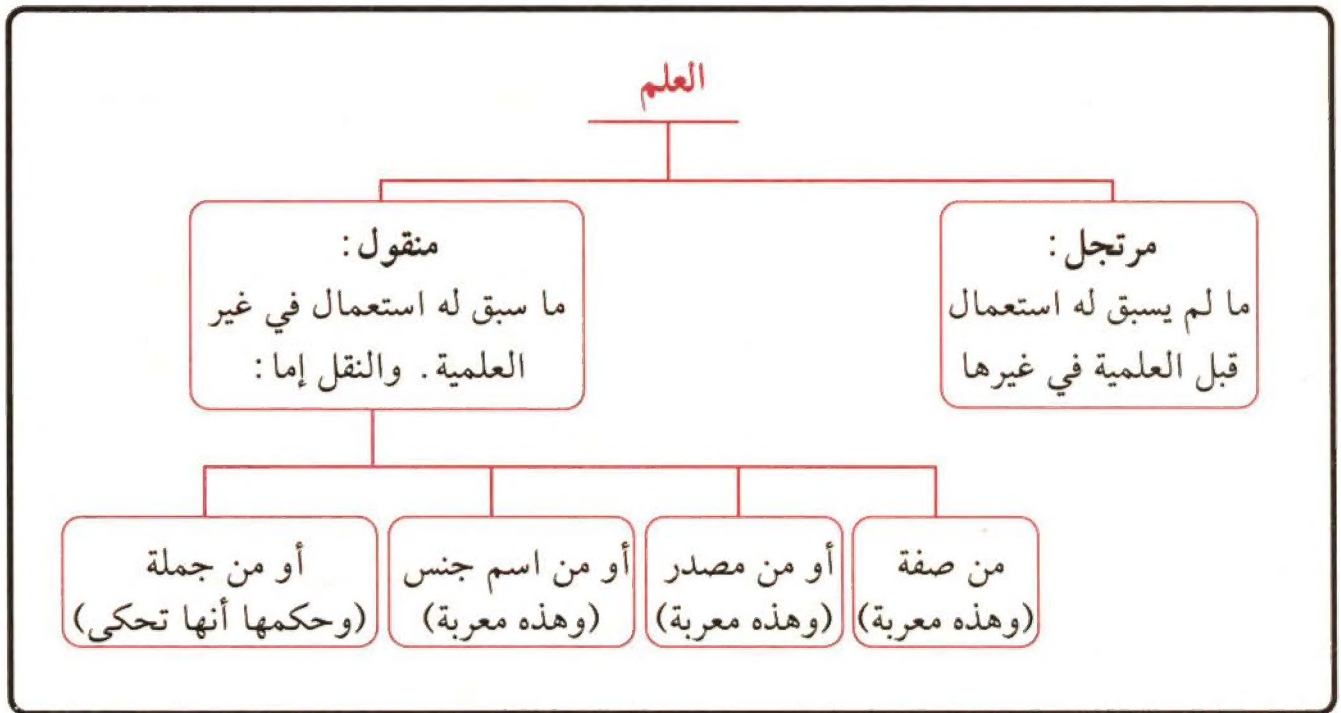 العلم
مرتجل:
ما لم يسبق له استعمال
قبل العلمية في غيرها
منقول:
ما سبق له استعمال في غير
العلمية. والنقل إما:
من صفة
(وهذه معربة)
أو من مصدر
(وهذه معربة)
أو من اسم جنس
(وهذه معربة)
أو من جملة
(وحكمها أنها تحكى)